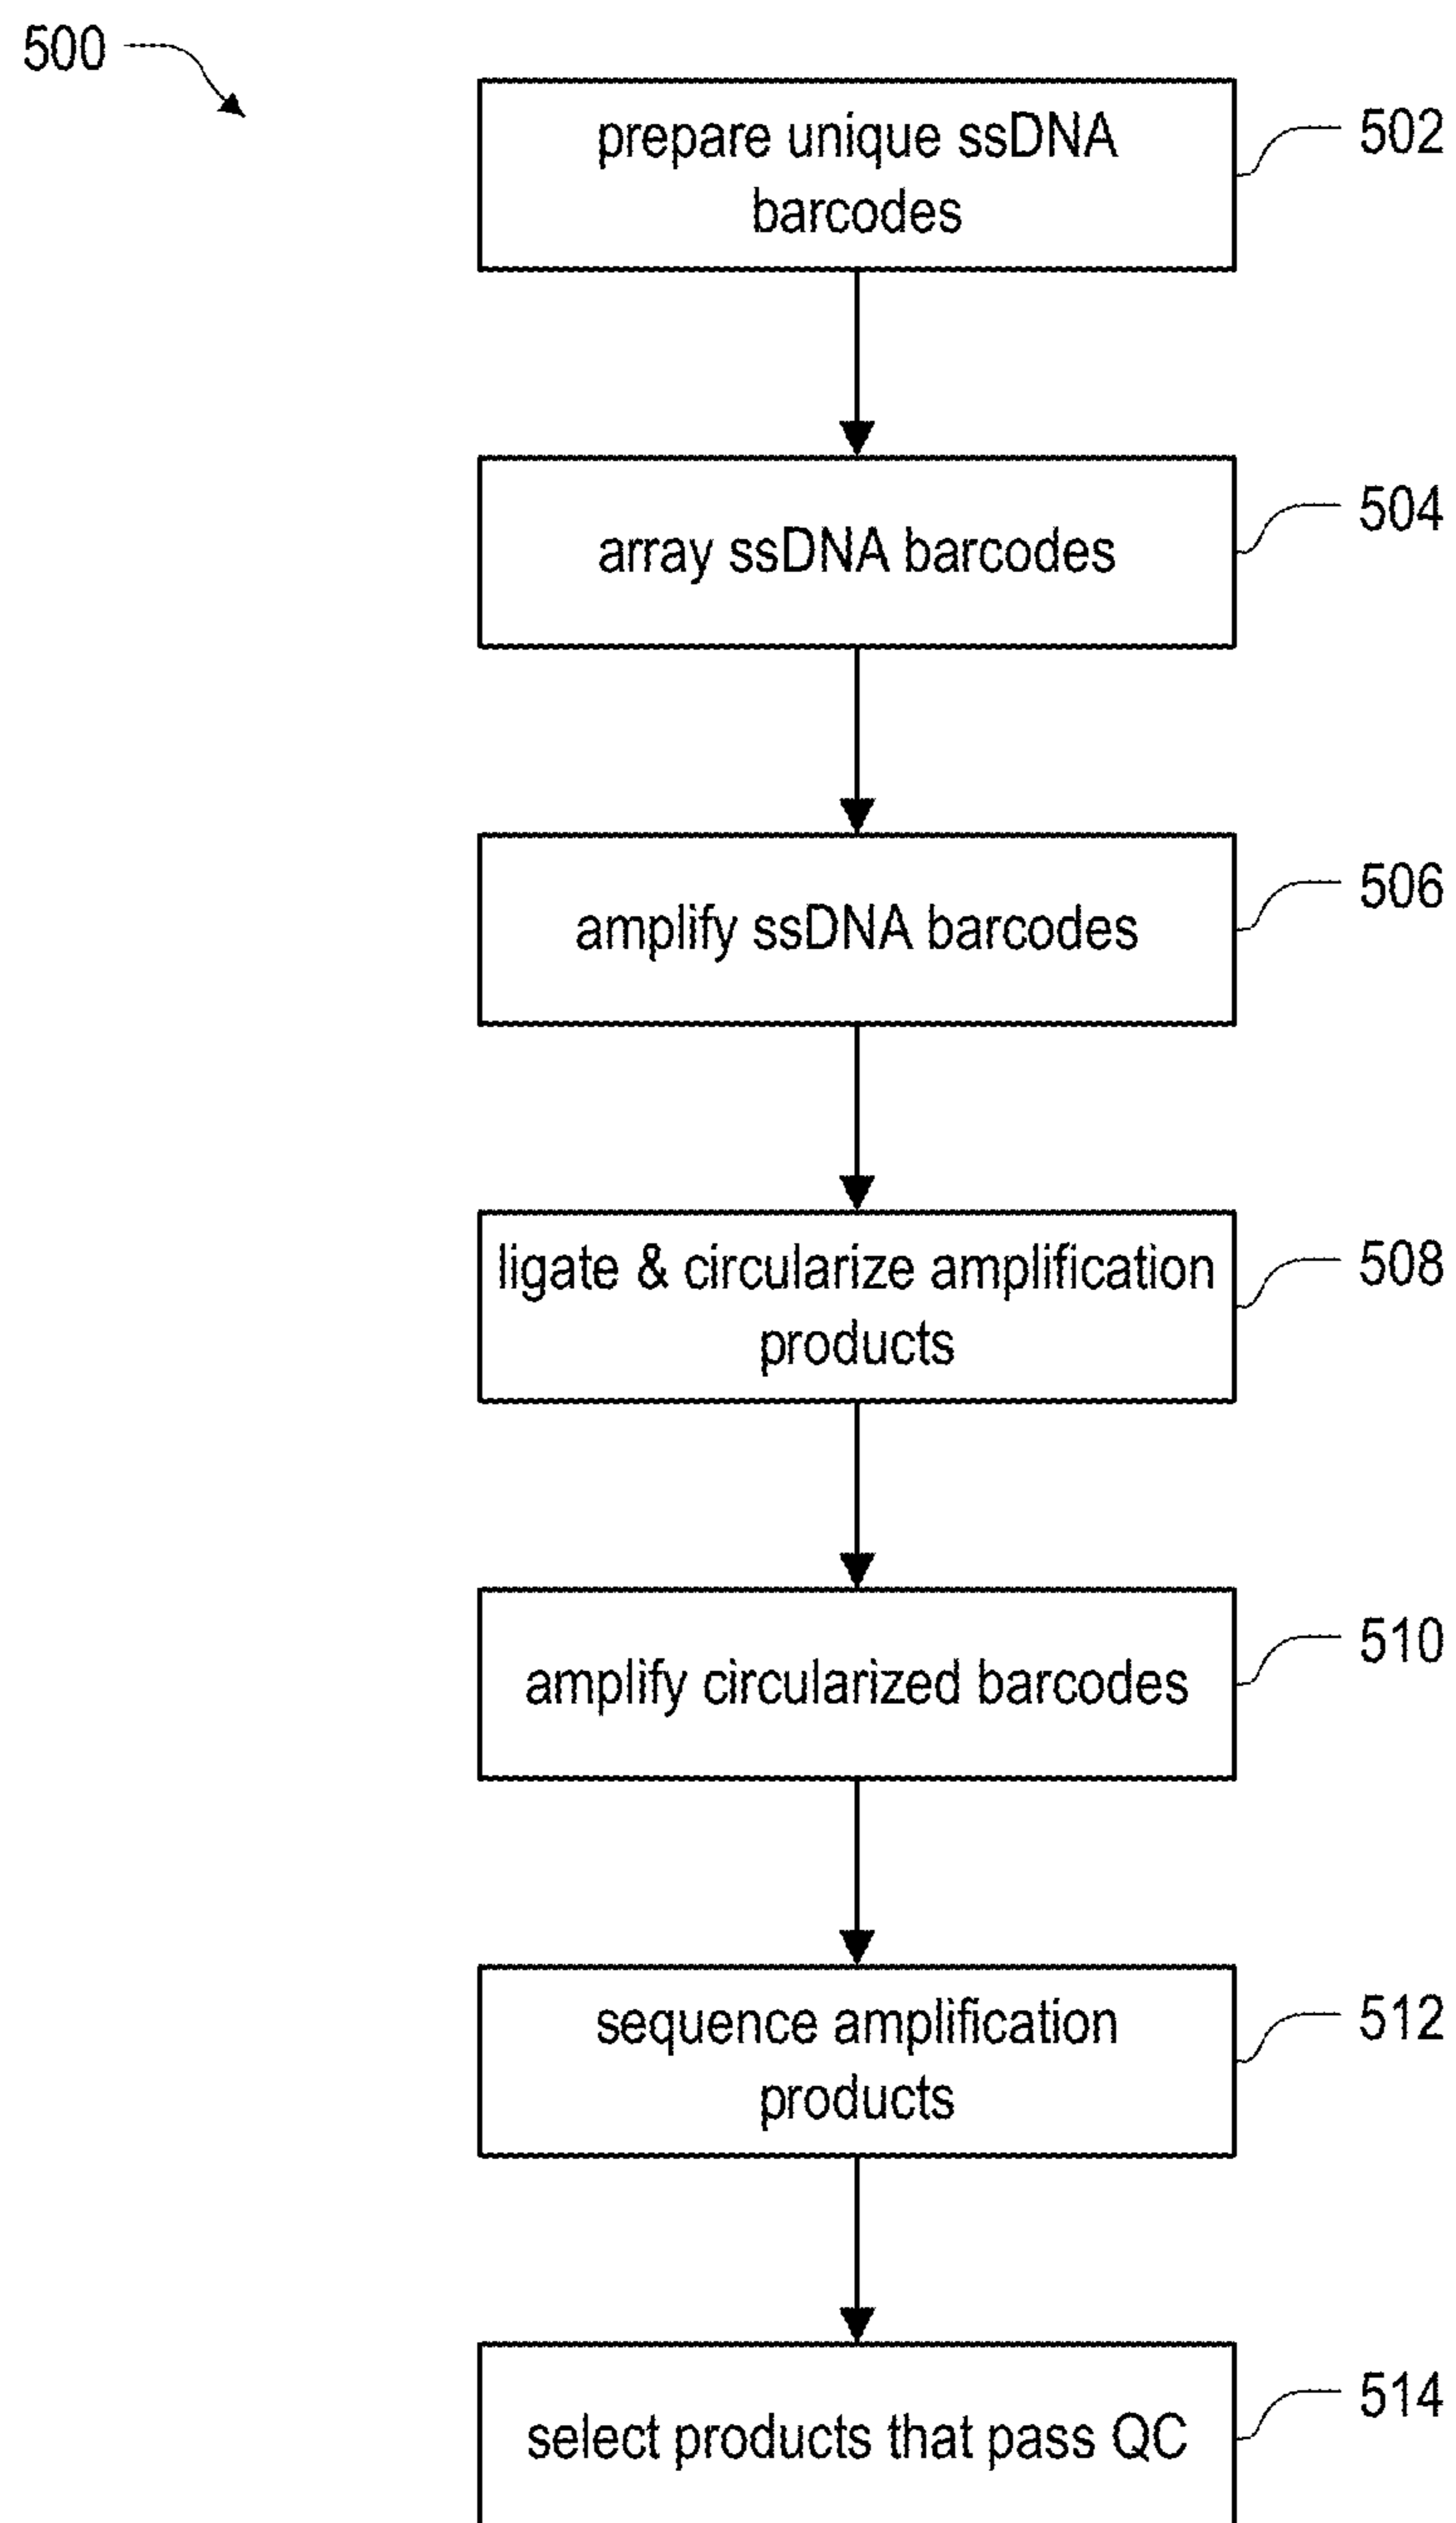 500
prepare unique ssDNA
barcodes
502
array ssDNA barcodes
504
amplify ssDNA barcodes
506
ligate & circularize amplification
products
508
amplify circularized barcodes
510
sequence amplification
products
512
select products that pass QC
514